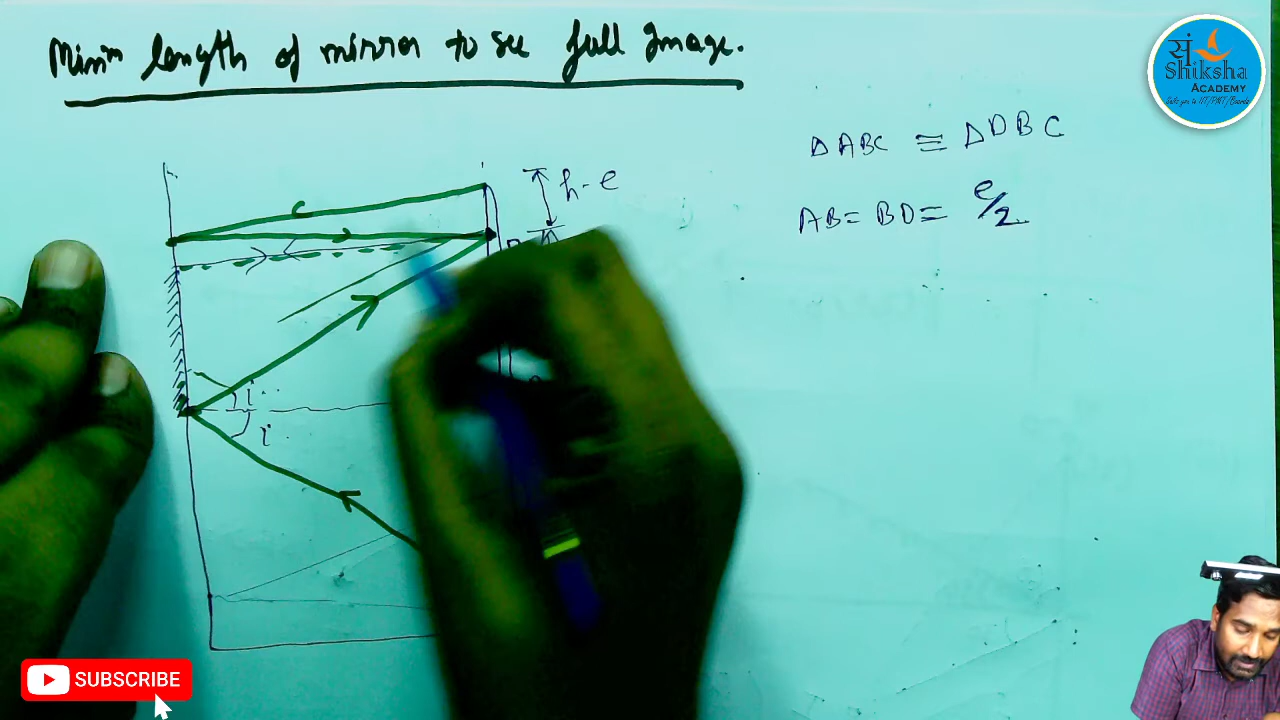 Minm length of mirror to see full Image.
सं
Shiksha
ACADEMY
ΔABC ≅ ΔDBC
h-e
AB = BD = e/2
i
i
SUBSCRIBE